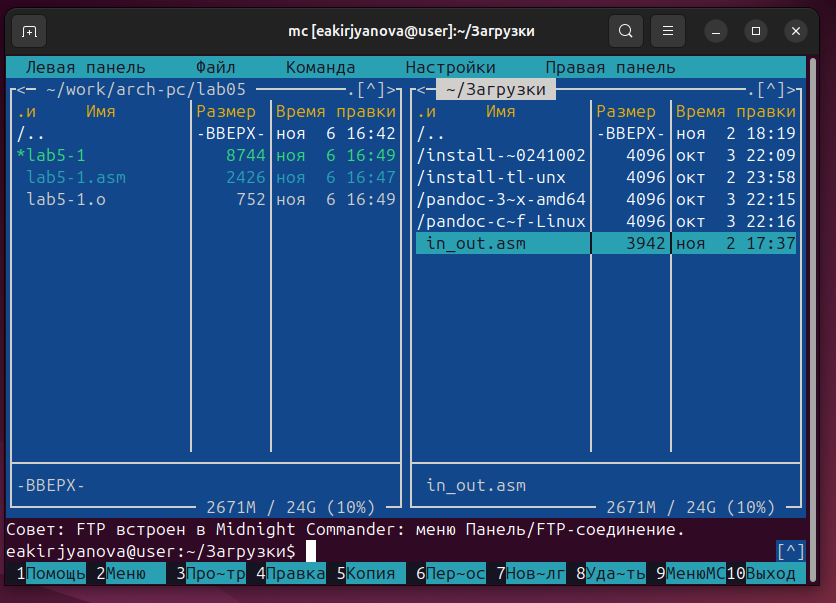 mc [eakirjyanova@user]:~/Загрузки
Левая панель Файл Команда Настройки Правая панель
<— ~/work/arch-pc/lab05 .[^]> <— ~/Загрузки .[^]>
.и Имя Размер Время правки .и Имя Размер Время правки
/.. -ВВЕРХ- ноя 6 16:42 /.. -ВВЕРХ- ноя 2 18:19
*lab5-1 8744 ноя 6 16:49 /install-~0241002 4096 окт 3 22:09
lab5-1.asm 2426 ноя 6 16:47 /install-tl-unx 4096 окт 2 23:58
lab5-1.o 752 ноя 6 16:49 /pandoc-3~x-amd64 4096 окт 3 22:15
/pandoc-c~f-Linux 4096 окт 3 22:16
in_out.asm 3942 ноя 2 17:37
-ВВЕРХ- in_out.asm
2671M / 24G (10%) 2671M / 24G (10%)
Совет: FTP встроен в Midnight Commander: меню Панель/FTP-соединение.
eakirjyanova@user:~/Загрузки$ [^]
1Помощь 2Меню 3Про~тр 4Правка 5Копия 6Пер~ос 7Нов~лг 8Уда~ть 9МенюMC 10Выход